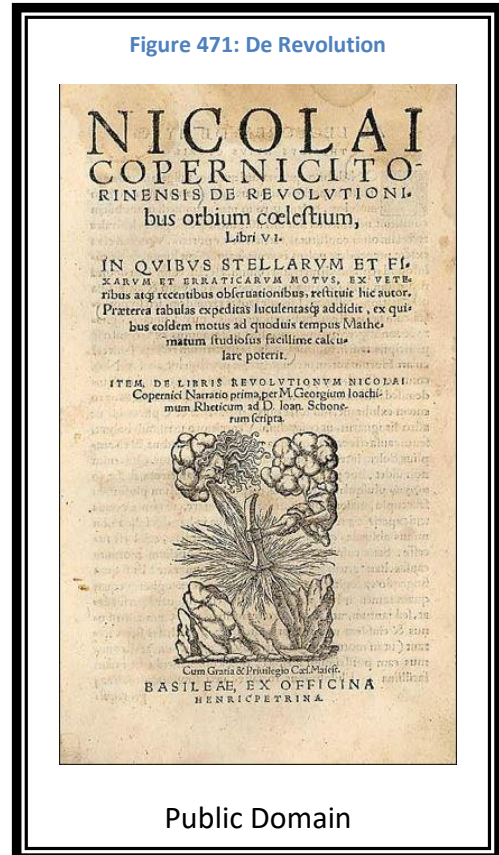 Figure 471: De Revolution
NICOLAI
COPERNICI TO-
RINENSIS DE REVOLVTIONI-
bus orbium cœlestium,
Libri VI.
IN QVIBVS STELLARVM ET FI-
XARVM ET ERRATICARVM MOTVS, EX VETE-
ribus atq; recentibus obseruationibus, restituit hic autor.
Præterea tabulas expeditas luculentasq; addidit, ex qui-
bus eosdem motus ad quoduis tempus Mathe-
matum studiosus facillime calcu-
lare poterit.
ITEM, DE LIBRIS REVOLVTIONVM NICOLAI
Copernici Narratio prima, per M. Georgium Ioachi-
mum Rheticum ad D. Ioan. Schone-
rum scripta.
Cum Gratia & Priuilegio Cæs. Maiest.
BASILEAE, EX OFFICINA
HENRICPETRINA.
Public Domain